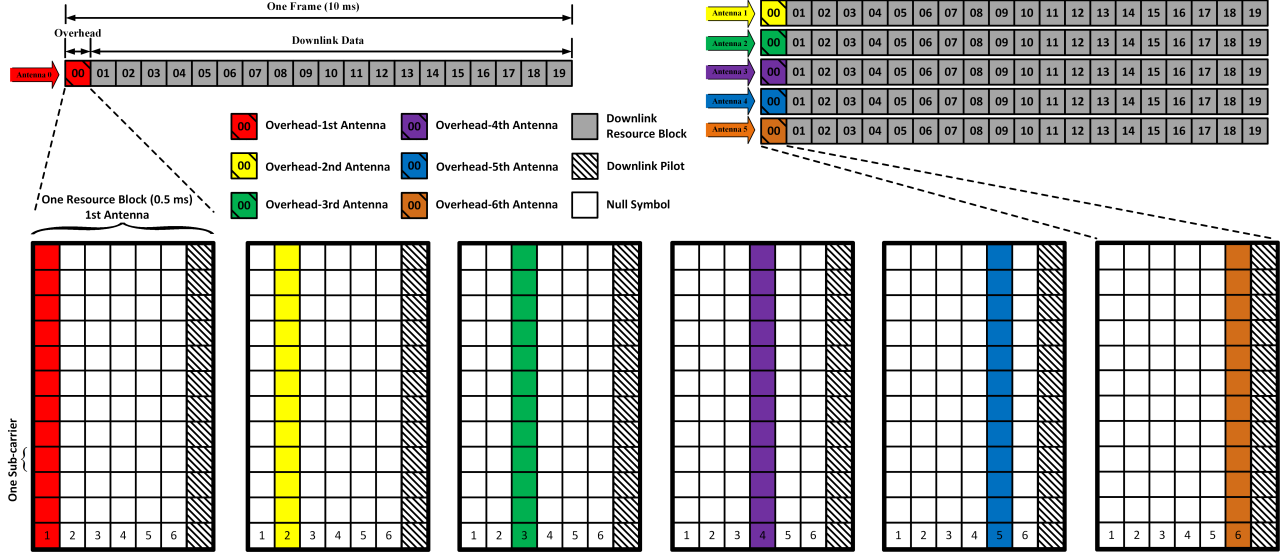 One Frame (10 ms)
Overhead
Downlink Data
Antenna 0 00 01 02 03 04 05 06 07 08 09 10 11 12 13 14 15 16 17 18 19
Antenna 1 00 01 02 03 04 05 06 07 08 09 10 11 12 13 14 15 16 17 18 19
Antenna 2 00 01 02 03 04 05 06 07 08 09 10 11 12 13 14 15 16 17 18 19
Antenna 3 00 01 02 03 04 05 06 07 08 09 10 11 12 13 14 15 16 17 18 19
Antenna 4 00 01 02 03 04 05 06 07 08 09 10 11 12 13 14 15 16 17 18 19
Antenna 5 00 01 02 03 04 05 06 07 08 09 10 11 12 13 14 15 16 17 18 19
00 Overhead-1st Antenna
00 Overhead-2nd Antenna
00 Overhead-3rd Antenna
00 Overhead-4th Antenna
00 Overhead-5th Antenna
00 Overhead-6th Antenna
Downlink
Resource Block
Downlink Pilot
Null Symbol
One Resource Block (0.5 ms)
1st Antenna
One Sub-carrier
1 2 3 4 5 6
1 2 3 4 5 6
1 2 3 4 5 6
1 2 3 4 5 6
1 2 3 4 5 6
1 2 3 4 5 6